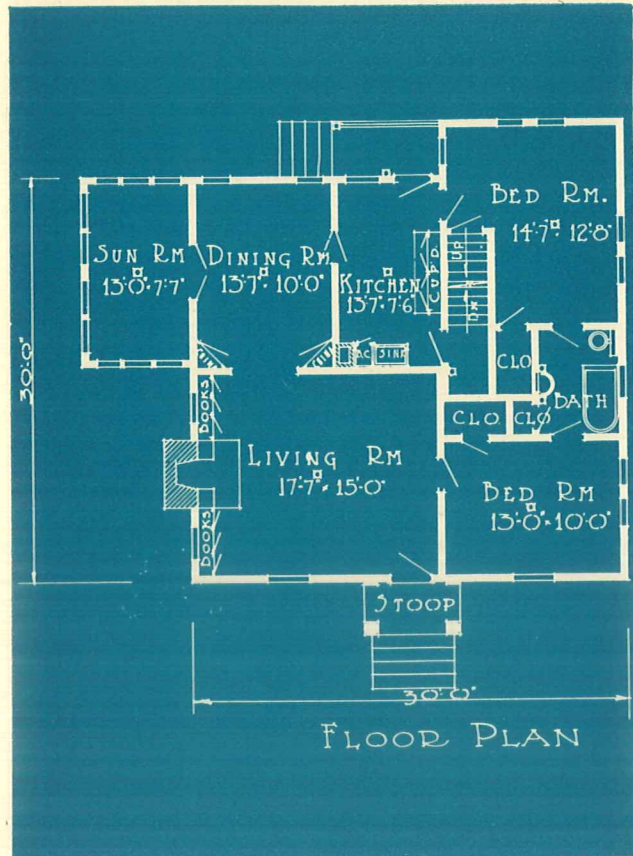 BED RM.
14'-7" 12'-8"
SUN RM
13'-0" 7'-7"
DINING RM
13'-7" 10'-0"
KITCHEN
13'-7" 7'-6"
CUPD
UP
DN
SINK
CLO
BATH
CLO.
CLO
BOOKS
LIVING RM
17'-7" 15'-0"
BED RM
13'-0" 10'-0"
BOOKS
STOOP
30'-0"
30'-0"
FLOOR PLAN